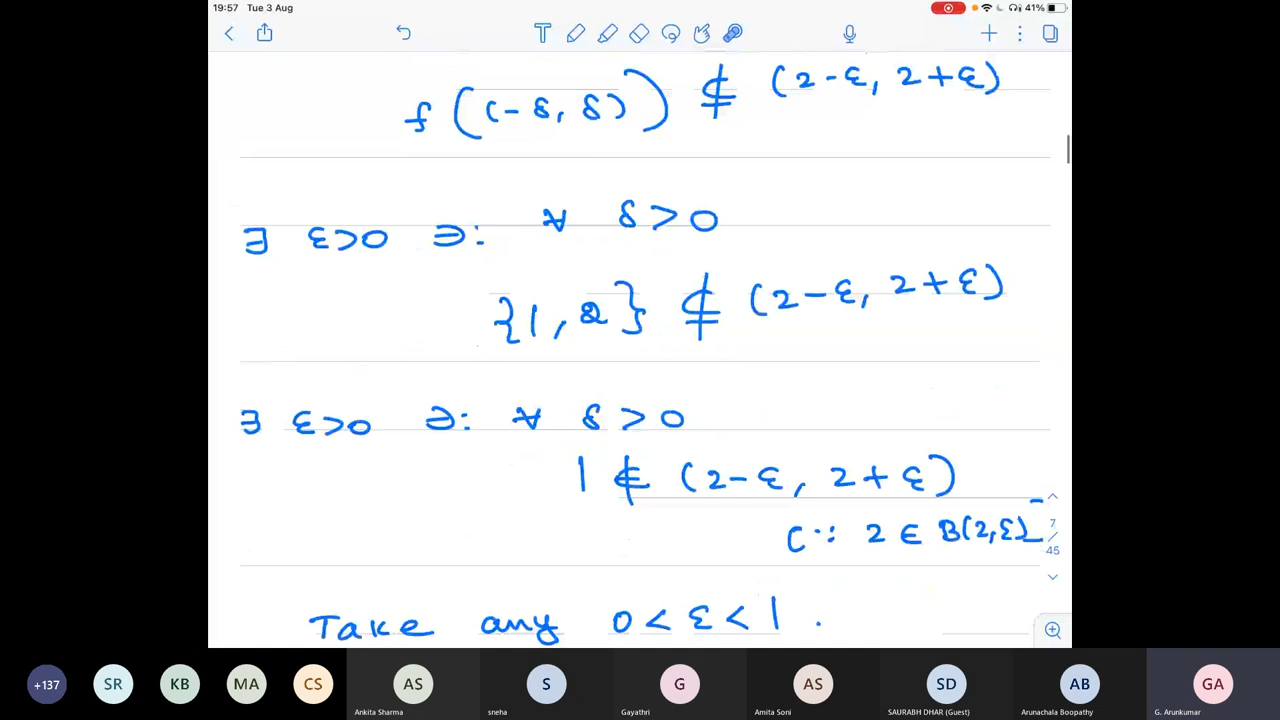 19:57 Tue 3 Aug
41%
f((-δ, δ)) ⊄ (2-ε, 2+ε)
∃ ε>0 ∋: ∀ δ>0
{1, 2} ⊄ (2-ε, 2+ε)
∃ ε>0 ∋: ∀ δ>0
1 ∉ (2-ε, 2+ε)
(∵ 2 ∈ B(2,ε)
7
/
45
Take any 0 < ε < 1 .
+137
SR
KB
MA
CS
AS
S
G
AS
SD
AB
GA
Ankita Sharma
sneha
Gayathri
Amita Soni
SAURABH DHAR (Guest)
Arunachala Boopathy
G. Arunkumar